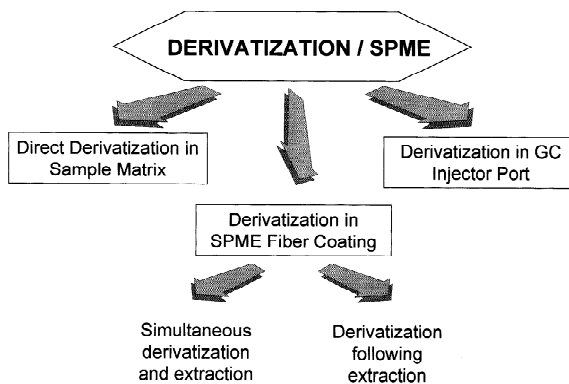 DERIVATIZATION / SPME
Direct Derivatization in
Sample Matrix
Derivatization in GC
Injector Port
Derivatization in
SPME Fiber Coating
Simultaneous
derivatization
and extraction
Derivatization
following
extraction